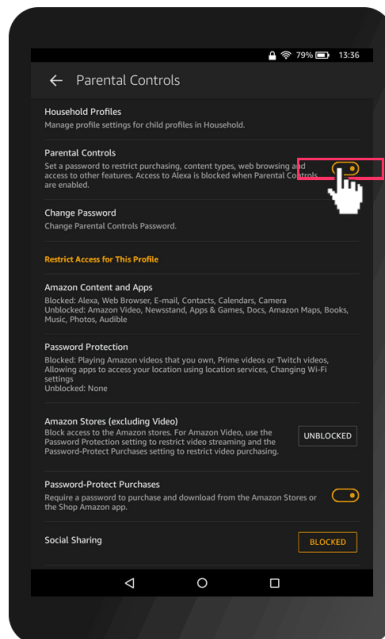 79% 13:36
Parental Controls
Household Profiles
Manage profile settings for child profiles in Household.
Parental Controls
Set a password to restrict purchasing, content types, web browsing and
access to other features. Access to Alexa is blocked when Parental Controls
are enabled.
Change Password
Change Parental Controls Password.
Restrict Access for This Profile
Amazon Content and Apps
Blocked: Alexa, Web Browser, E-mail, Contacts, Calendars, Camera
Unblocked: Amazon Video, Newsstand, Apps & Games, Docs, Amazon Maps, Books,
Music, Photos, Audible
Password Protection
Blocked: Playing Amazon videos that you own, Prime videos or Twitch videos,
Allowing apps to access your location using location services, Changing Wi-Fi
settings
Unblocked: None
Amazon Stores (excluding Video)
Block access to the Amazon stores. For Amazon Video, use the
Password Protection setting to restrict video streaming and the
Password-Protect Purchases setting to restrict video purchasing.
UNBLOCKED
Password-Protect Purchases
Require a password to purchase and download from the Amazon Stores or
the Shop Amazon app.
Social Sharing
BLOCKED